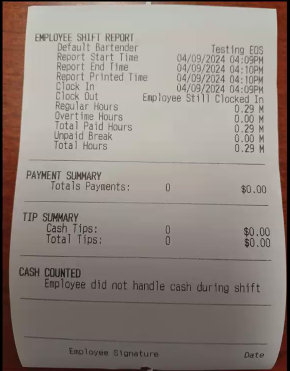 EMPLOYEE SHIFT REPORT
Default Bartender Testing EOS
Report Start Time 04/09/2024 04:09PM
Report End Time 04/09/2024 04:10PM
Report Printed Time 04/09/2024 04:10PM
Clock In 04/09/2024 04:09PM
Clock Out Employee Still Clocked In
Regular Hours 0.29 M
Overtime Hours 0.00 M
Total Paid Hours 0.29 M
Unpaid Break 0.00 M
Total Hours 0.29 M
PAYMENT SUMMARY
Totals Payments: 0 $0.00
TIP SUMMARY
Cash Tips: 0 $0.00
Total Tips: 0 $0.00
CASH COUNTED
Employee did not handle cash during shift
Employee Signature Date